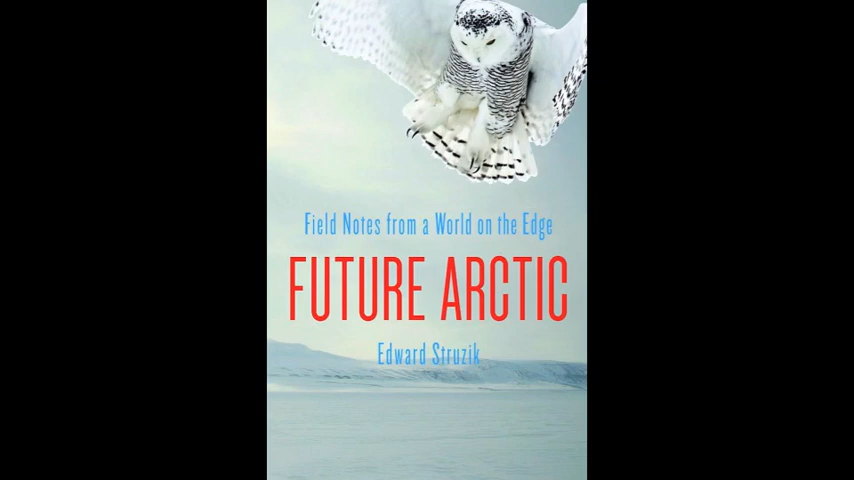 Field Notes from a World on the Edge
FUTURE ARCTIC
Edward Struzik